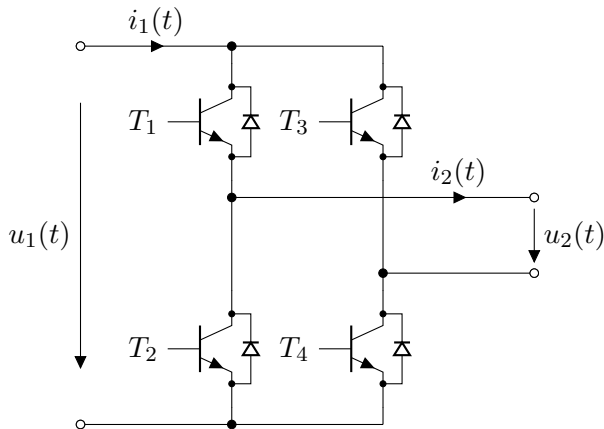 i₁(t)
T₁ T₃
i₂(t)
u₁(t) u₂(t)
T₂ T₄